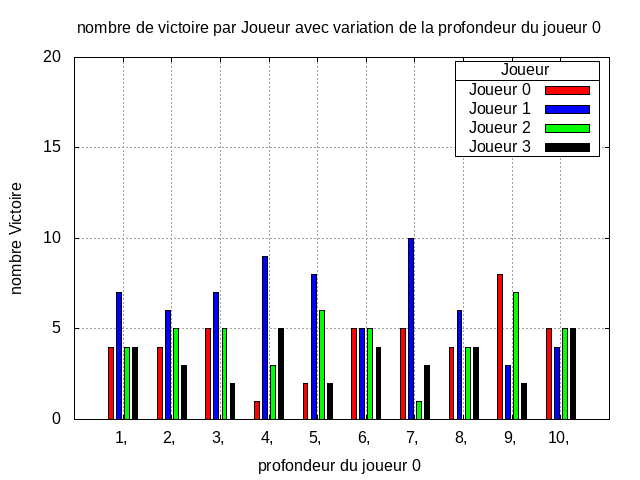 nombre de victoire par Joueur avec variation de la profondeur du joueur 0
20
15
10
5
0
nombre Victoire
Joueur
Joueur 0
Joueur 1
Joueur 2
Joueur 3
1, 2, 3, 4, 5, 6, 7, 8, 9, 10,
profondeur du joueur 0